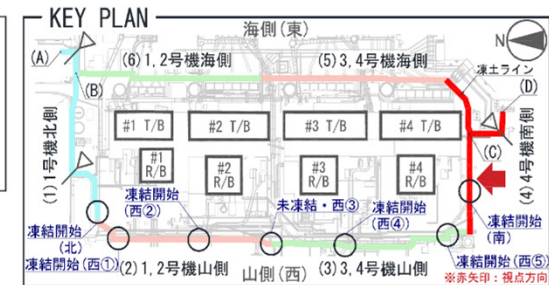 KEY PLAN
海側(東)
N
(A)
(6)1,2号機海側
(5)3,4号機海側
凍土ライン
(B)
(D)
#1 T/B
#2 T/B
#3 T/B
#4 T/B
(1)1号機北側
(C)
(4)4号機南側
#1
R/B
#2
R/B
#3
R/B
#4
R/B
凍結開始
(西②)
未凍結・西③
凍結開始
(西④)
凍結開始
(北)
凍結開始
(南)
凍結開始(西①)
(2)1,2号機山側
山側(西)
(3)3,4号機山側
凍結開始(西⑤)
※赤矢印:視点方向